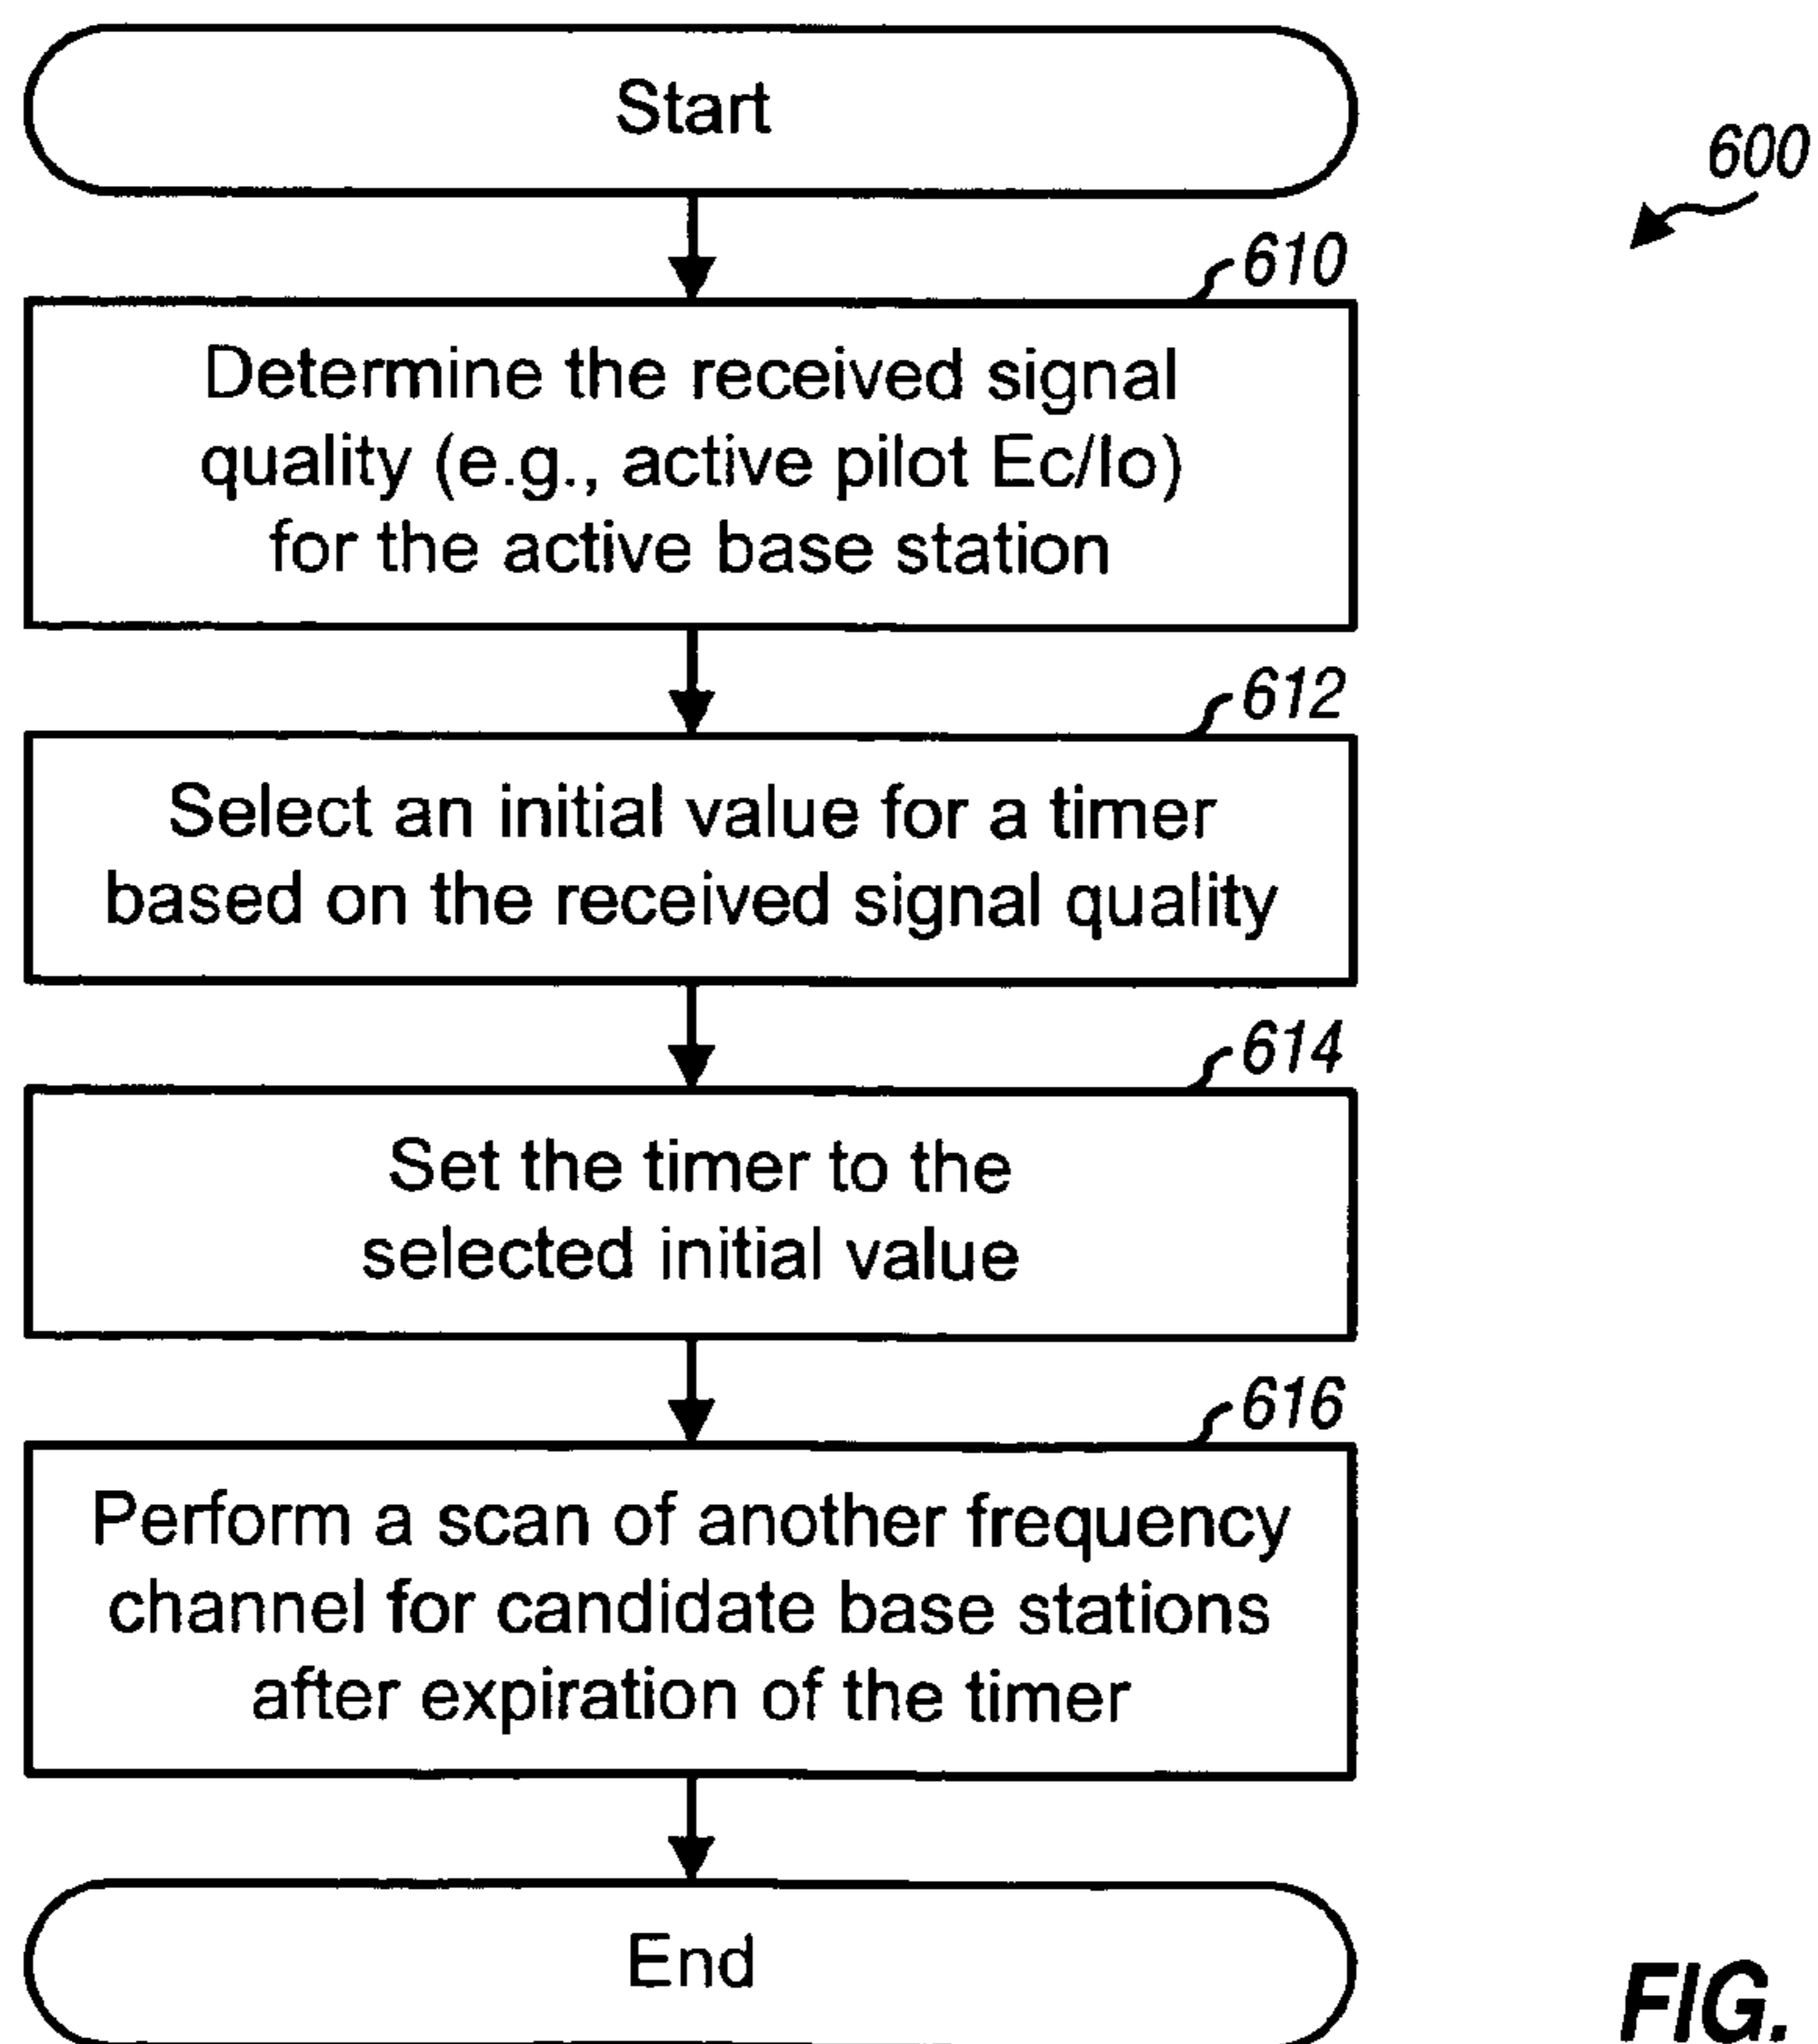 Start
600
610
Determine the received signal
quality (e.g., active pilot Ec/Io)
for the active base station
612
Select an initial value for a timer
based on the received signal quality
614
Set the timer to the
selected initial value
616
Perform a scan of another frequency
channel for candidate base stations
after expiration of the timer
End
FIG.